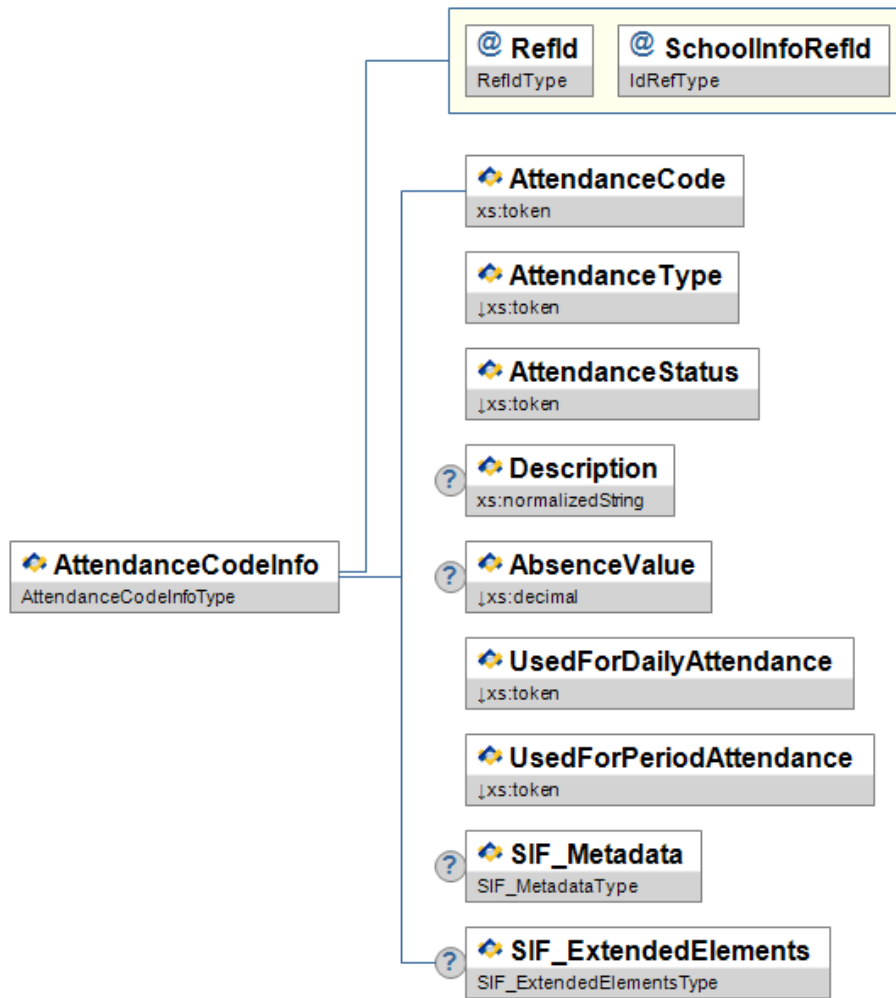 @ RefId
RefIdType
@ SchoolInfoRefId
IdRefType
AttendanceCode
xs:token
AttendanceType
↓xs:token
AttendanceStatus
↓xs:token
? Description
xs:normalizedString
AttendanceCodeInfo
AttendanceCodeInfoType
? AbsenceValue
↓xs:decimal
UsedForDailyAttendance
↓xs:token
UsedForPeriodAttendance
↓xs:token
? SIF_Metadata
SIF_MetadataType
? SIF_ExtendedElements
SIF_ExtendedElementsType